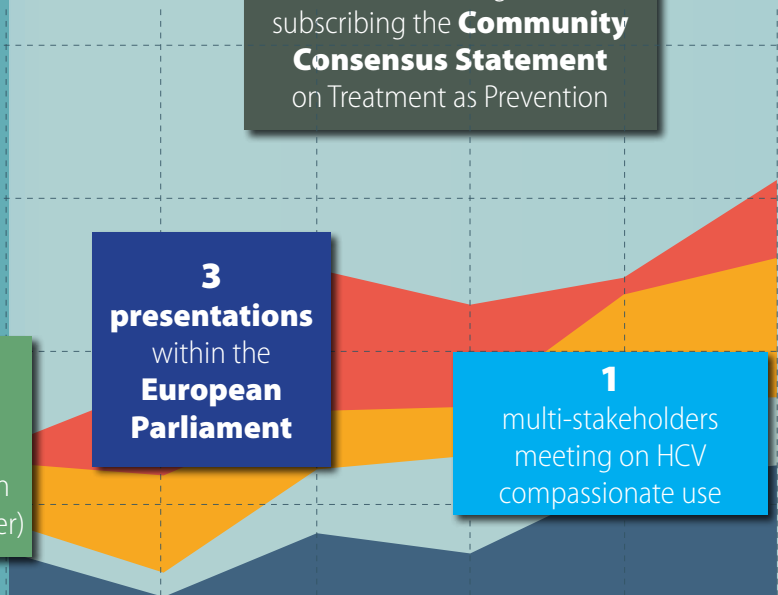 subscribing the Community
Consensus Statement
on Treatment as Prevention
3
presentations
within the
European
Parliament
1
multi-stakeholders
meeting on HCV
compassionate use